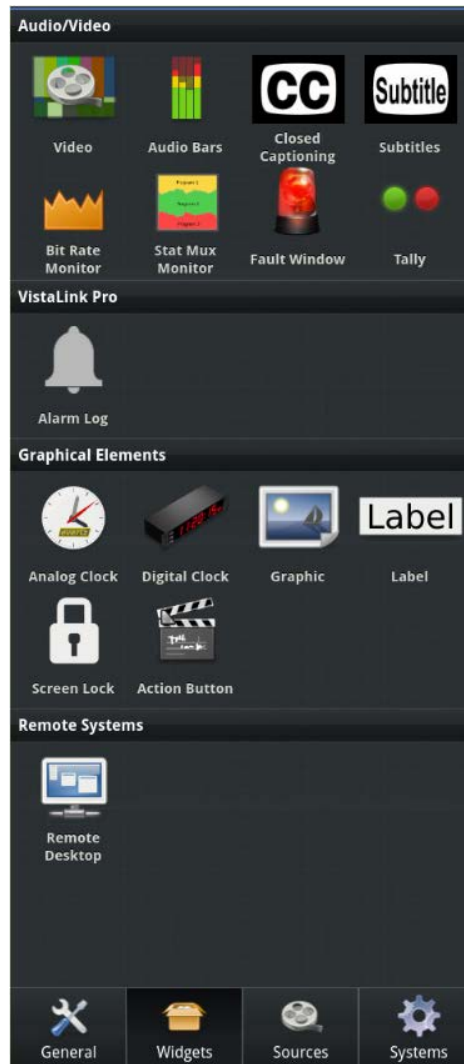 Audio/Video
CC
Subtitle
Video
Audio Bars
Closed
Captioning
Subtitles
Program 1
Bit Rate
Monitor
Stat Mux
Monitor
Fault Window
Tally
VistaLink Pro
Alarm Log
Graphical Elements
Label
Analog Clock
Digital Clock
Graphic
Label
Screen Lock
Action Button
Remote Systems
Remote
Desktop
General
Widgets
Sources
Systems